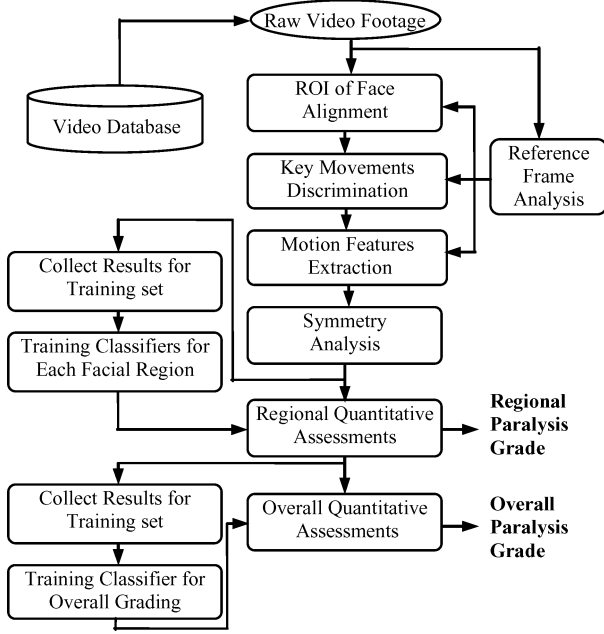 Raw Video Footage
Video Database
ROI of Face
Alignment
Reference
Frame
Analysis
Key Movements
Discrimination
Motion Features
Extraction
Collect Results for
Training set
Symmetry
Analysis
Training Classifiers for
Each Facial Region
Regional Quantitative
Assessments
Regional
Paralysis
Grade
Collect Results for
Training set
Overall Quantitative
Assessments
Overall
Paralysis
Grade
Training Classifier for
Overall Grading